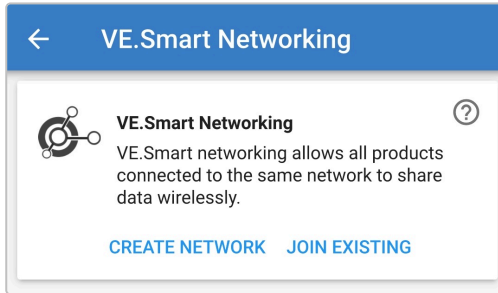 VE.Smart Networking
VE.Smart Networking
VE.Smart networking allows all products
connected to the same network to share
data wirelessly.
CREATE NETWORK JOIN EXISTING